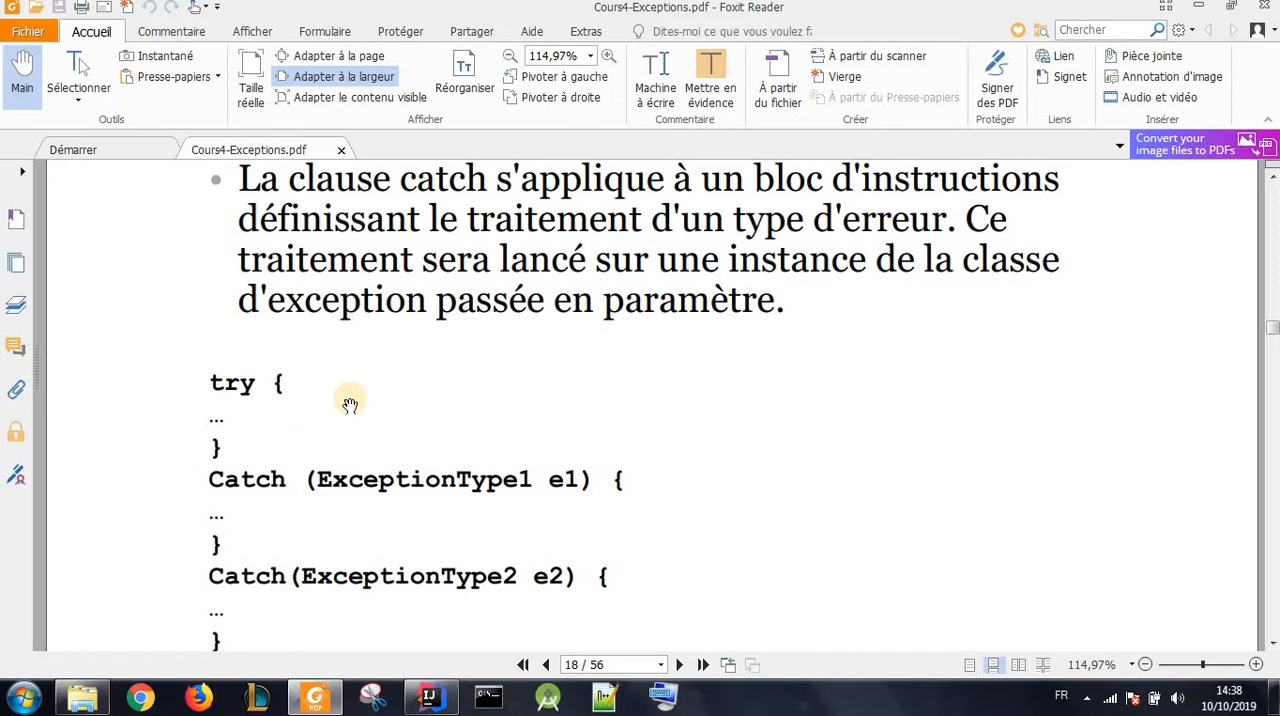 Cours4-Exceptions.pdf - Foxit Reader
Fichier Accueil Commentaire Afficher Formulaire Protéger Partager Aide Extras Dites-moi ce que vous voulez f. Chercher
Main
Sélectionner
Instantané
Presse-papiers
Outils
Taille réelle
Adapter à la page
Adapter à la largeur
Adapter le contenu visible
Réorganiser
114,97%
Pivoter à gauche
Pivoter à droite
Afficher
Machine à écrire
Mettre en évidence
Commentaire
À partir du fichier
À partir du scanner
Vierge
À partir du Presse-papiers
Créer
Signer des PDF
Protéger
Lien
Signet
Liens
Pièce jointe
Annotation d'image
Audio et vidéo
Insérer
Démarrer
Cours4-Exceptions.pdf
Convert your
image files to PDFs
• La clause catch s'applique à un bloc d'instructions
définissant le traitement d'un type d'erreur. Ce
traitement sera lancé sur une instance de la classe
d'exception passée en paramètre.
try {
…
}
Catch (ExceptionType1 e1) {
…
}
Catch(ExceptionType2 e2) {
…
}
18 / 56
114,97%
FR
14:38
10/10/2019